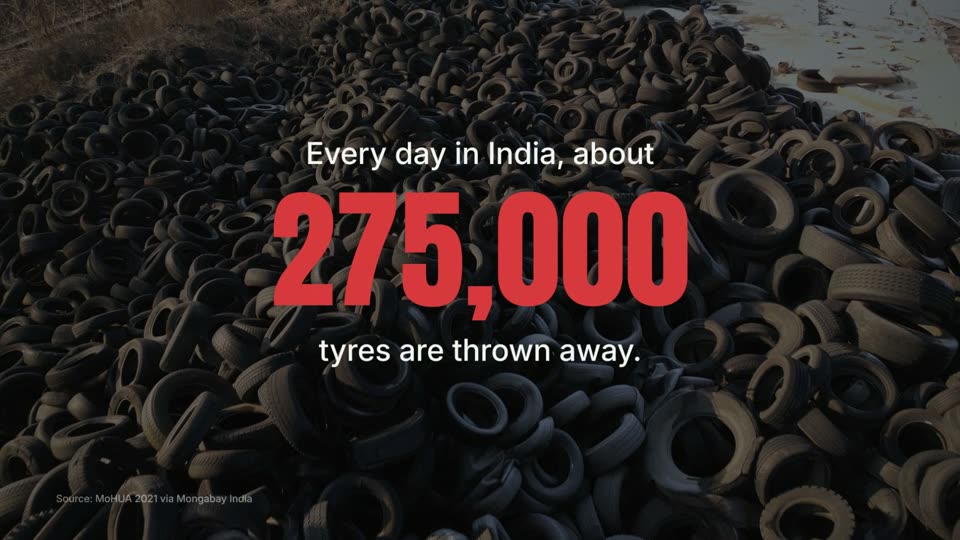 Every day in India, about
275,000
tyres are thrown away.
Source: MoHUA 2021 via Mongabay India